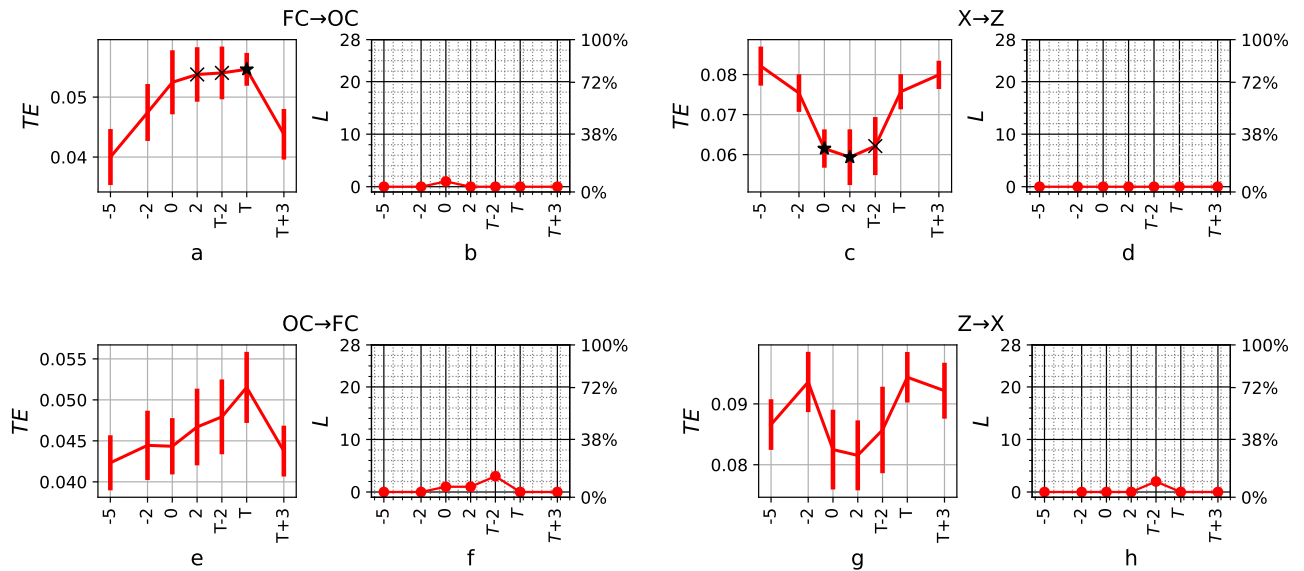 FC→OC
TE
0.05
0.04
-5
-2
0
2
T-2
T
T+3
a
L
28
20
10
0
100%
72%
38%
0%
-5
-2
0
2
T-2
T
T+3
b
X→Z
TE
0.08
0.07
0.06
-5
-2
0
2
T-2
T
T+3
c
L
28
20
10
0
100%
72%
38%
0%
-5
-2
0
2
T-2
T
T+3
d
OC→FC
TE
0.055
0.050
0.045
0.040
-5
-2
0
2
T-2
T
T+3
e
L
28
20
10
0
100%
72%
38%
0%
-5
-2
0
2
T-2
T
T+3
f
Z→X
TE
0.09
0.08
-5
-2
0
2
T-2
T
T+3
g
L
28
20
10
0
100%
72%
38%
0%
-5
-2
0
2
T-2
T
T+3
h